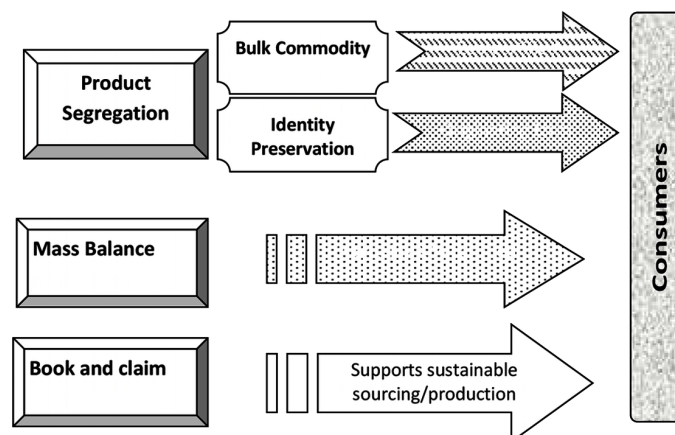 Bulk Commodity
Product
Segregation
Identity
Preservation
Mass Balance
Book and claim
Supports sustainable
sourcing/production
Consumers